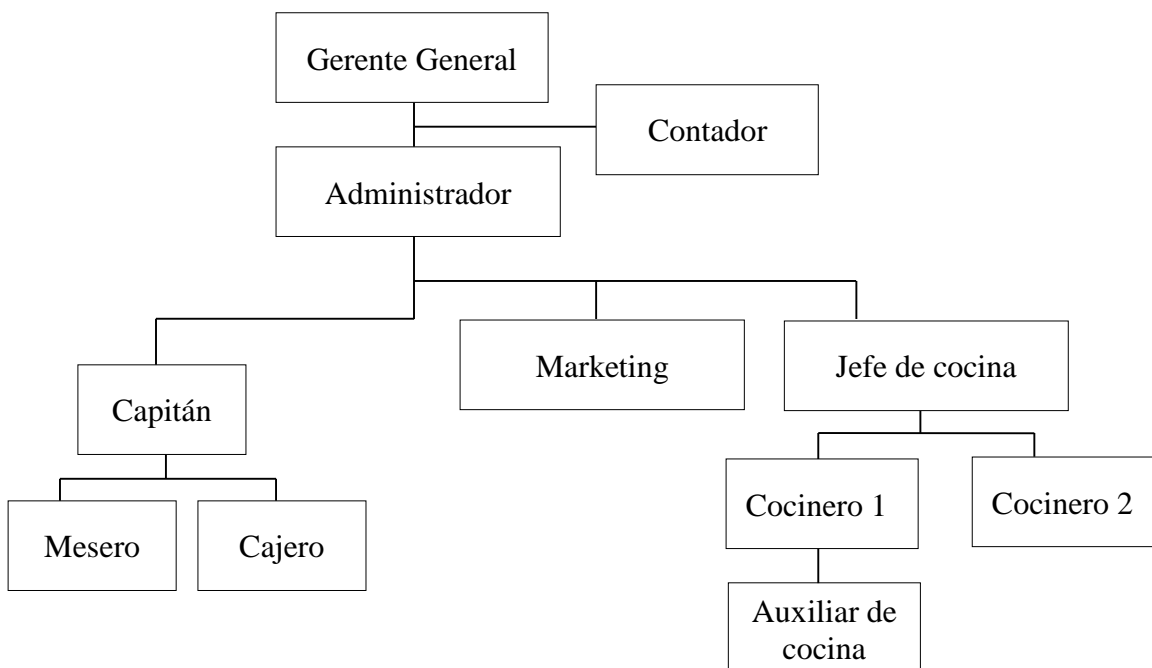 Gerente General
Contador
Administrador
Marketing
Jefe de cocina
Capitán
Cocinero 1
Cocinero 2
Mesero
Cajero
Auxiliar de
cocina